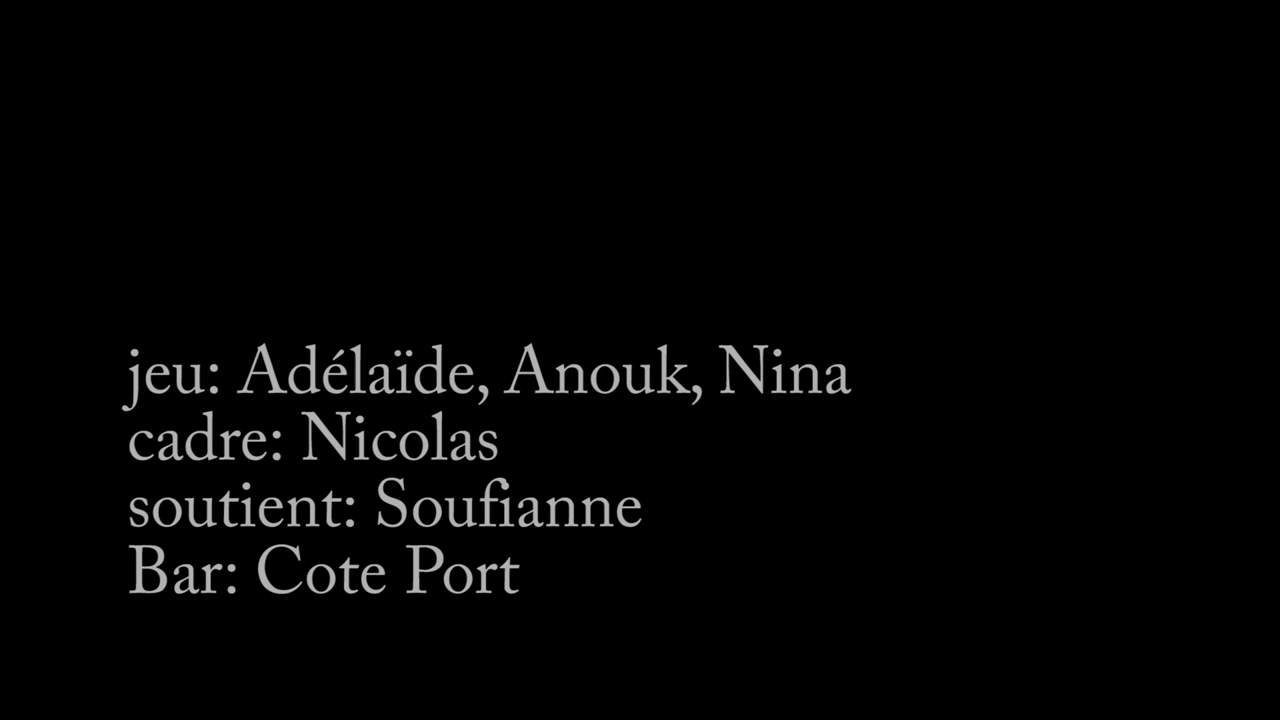 jeu: Adélaïde, Anouk, Nina
cadre: Nicolas
soutient: Soufianne
Bar: Cote Port